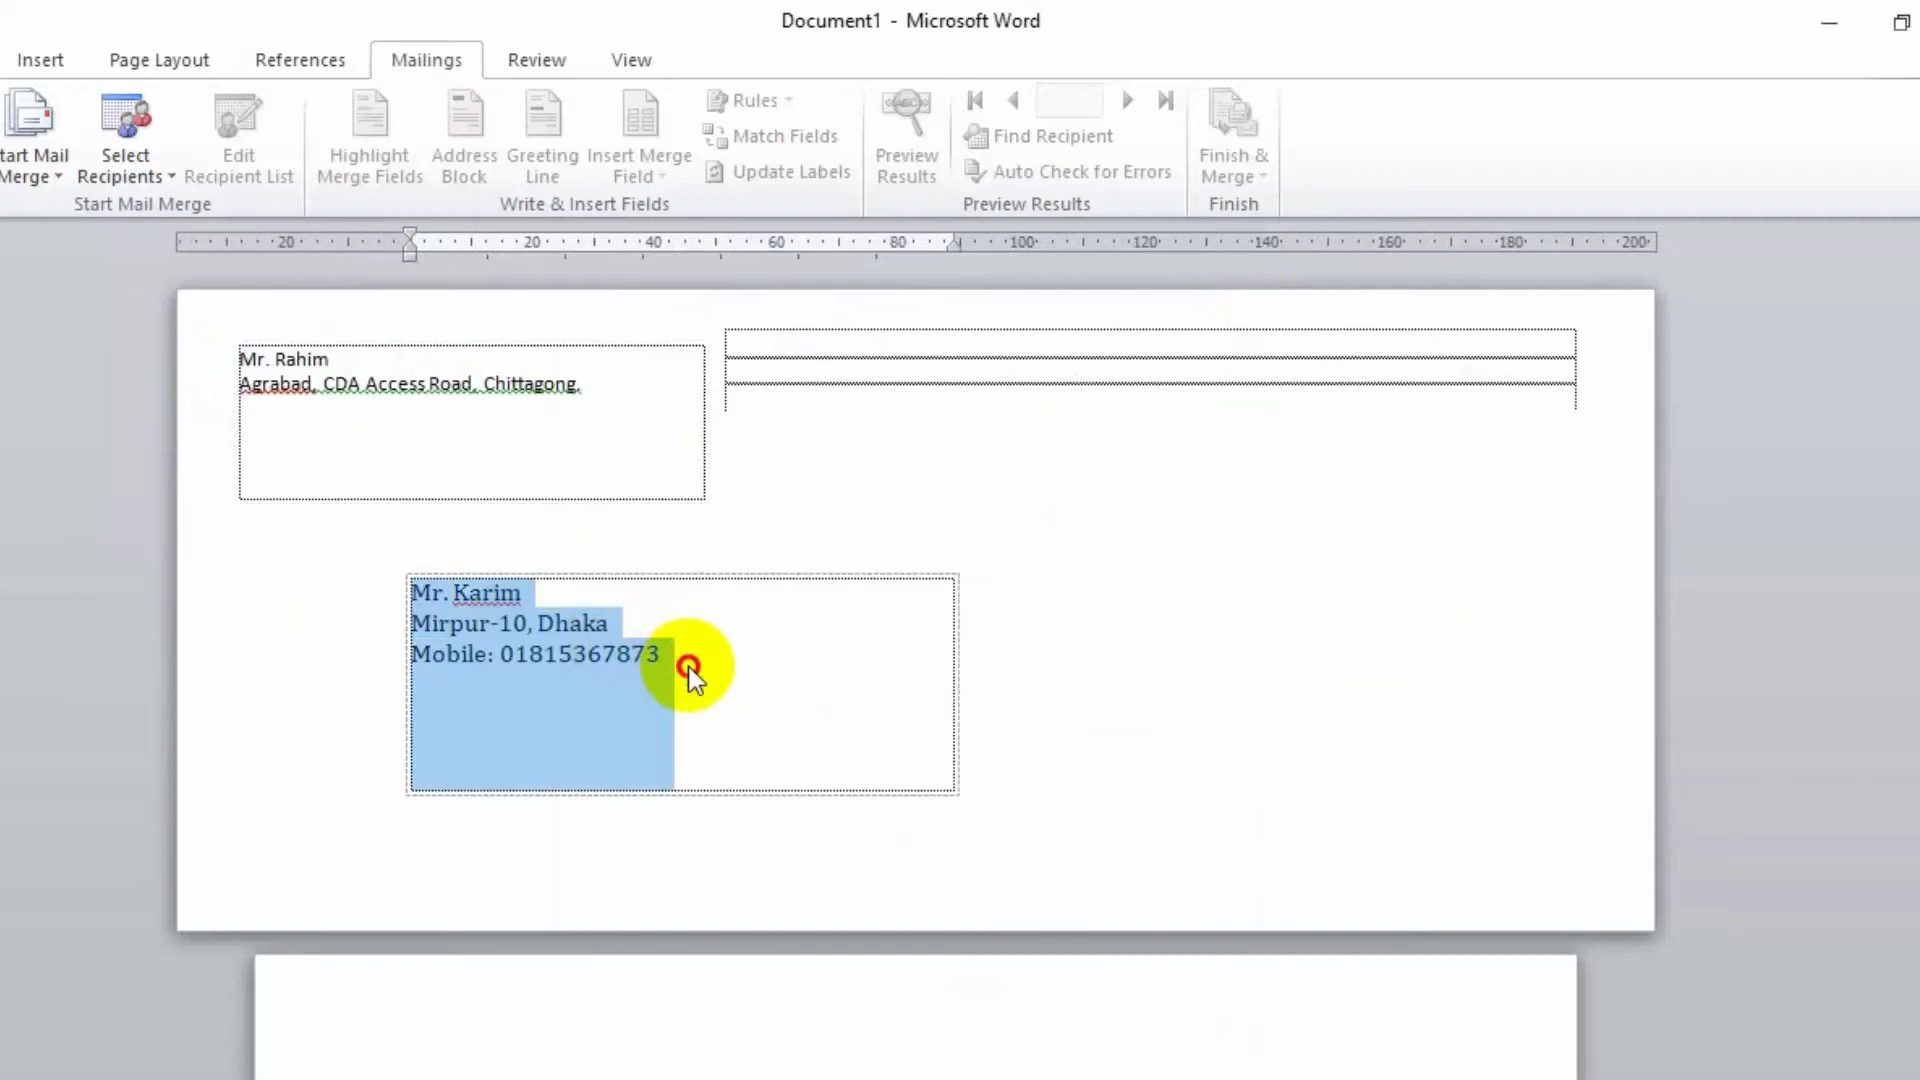 Document1 - Microsoft Word
Insert Page Layout References Mailings Review View
tart Mail
Merge
Select
Recipients
Edit
Recipient List
Start Mail Merge
Highlight
Merge Fields
Address
Block
Greeting
Line
Insert Merge
Field
Rules
Match Fields
Update Labels
Write & Insert Fields
ABC
Preview
Results
Find Recipient
Auto Check for Errors
Preview Results
Finish &
Merge
Finish
20 20 40 60 80 100 120 140 160 180 200
Mr. Rahim
Agrabad, CDA Access Road, Chittagong.
Mr. Karim
Mirpur-10, Dhaka
Mobile: 01815367873